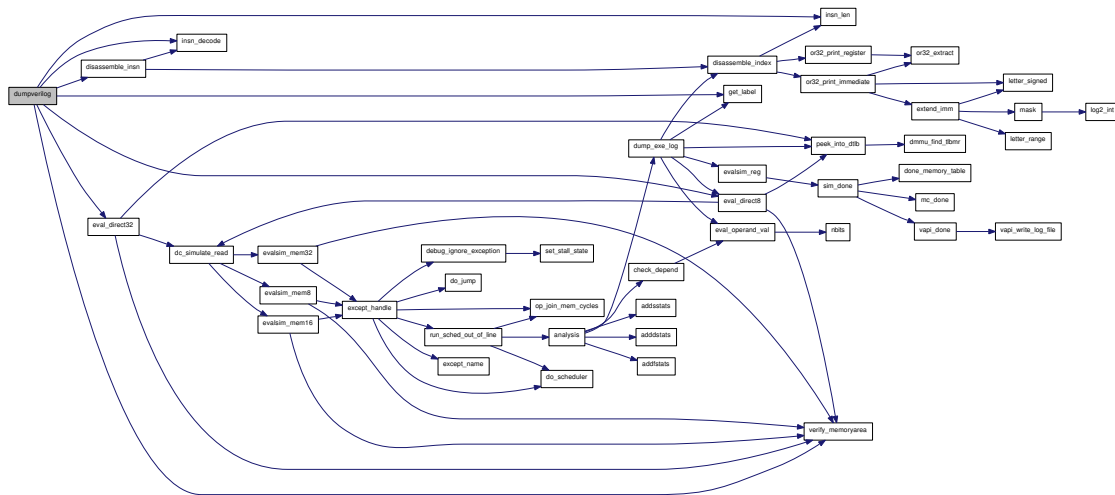 dumpverilog
insn_decode
disassemble_insn
eval_direct32
dc_simulate_read
evalsim_mem32
evalsim_mem8
evalsim_mem16
except_handle
debug_ignore_exception
do_jump
run_sched_out_of_line
except_name
set_stall_state
op_join_mem_cycles
analysis
do_scheduler
dump_exe_log
check_depend
addsstats
adddstats
addfstats
disassemble_index
get_label
evalsim_reg
eval_direct8
eval_operand_val
insn_len
or32_print_register
or32_print_immediate
peek_into_dtlb
sim_done
nbits
verify_memoryarea
or32_extract
extend_imm
dmmu_find_tlbmr
done_memory_table
mc_done
vapi_done
letter_signed
mask
letter_range
vapi_write_log_file
log2_int